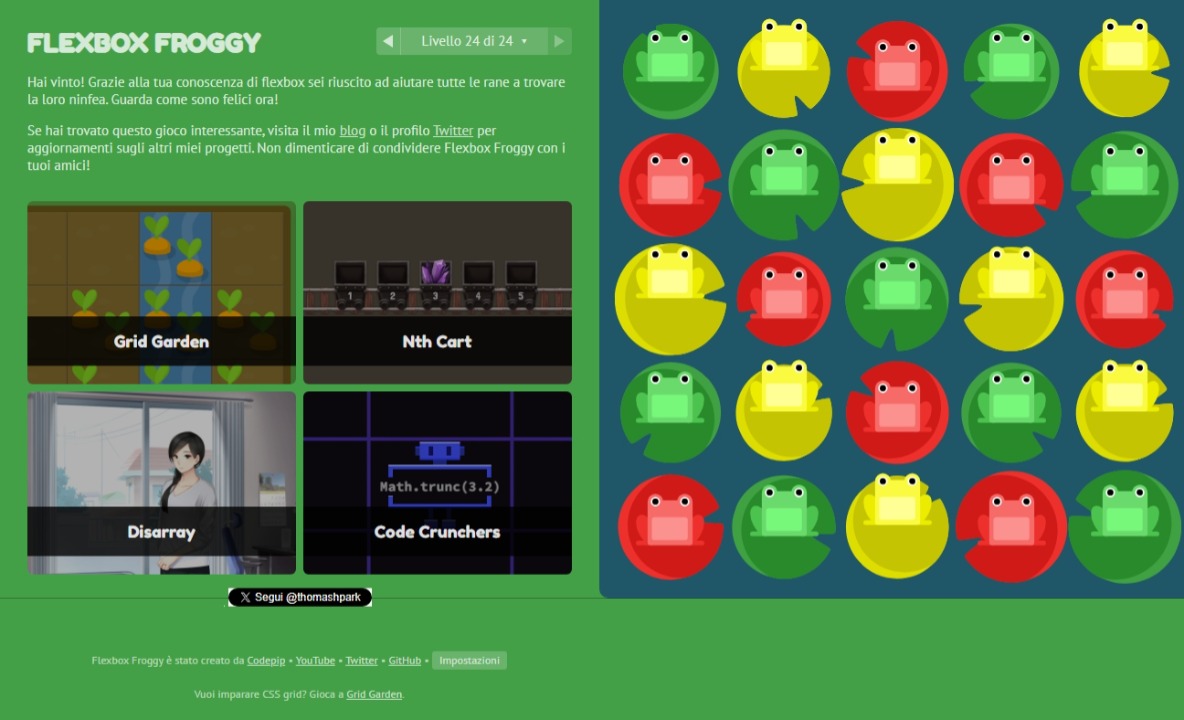 FLEXBOX FROGGY
◀ Livello 24 di 24 ▾ ▶
Hai vinto! Grazie alla tua conoscenza di flexbox sei riuscito ad aiutare tutte le rane a trovare
la loro ninfea. Guarda come sono felici ora!
Se hai trovato questo gioco interessante, visita il mio blog o il profilo Twitter per
aggiornamenti sugli altri miei progetti. Non dimenticare di condividere Flexbox Froggy con i
tuoi amici!
Grid Garden
1 2 3 4 5
Nth Cart
Disarray
Math.trunc(3.2)
Code Crunchers
X Segui @thomashpark
Flexbox Froggy è stato creato da Codepip • YouTube • Twitter • GitHub • Impostazioni
Vuoi imparare CSS grid? Gioca a Grid Garden.